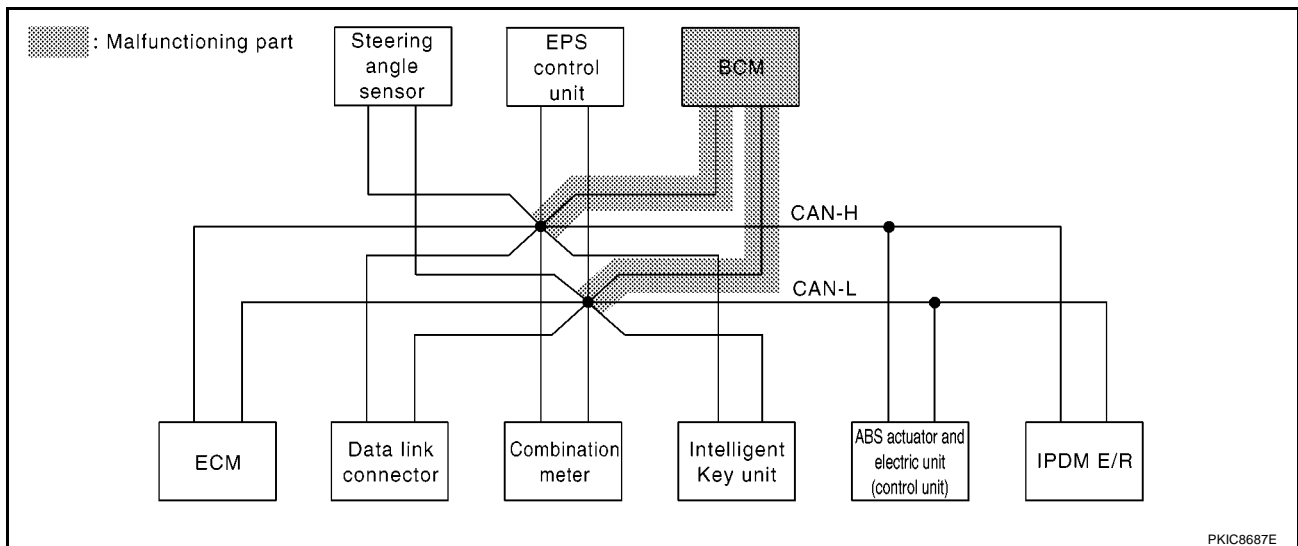 : Malfunctioning part
Steering
angle
sensor
EPS
control
unit
BCM
CAN-H
CAN-L
ECM
Data link
connector
Combination
meter
Intelligent
Key unit
ABS actuator and
electric unit
(control unit)
IPDM E/R
PKIC8687E